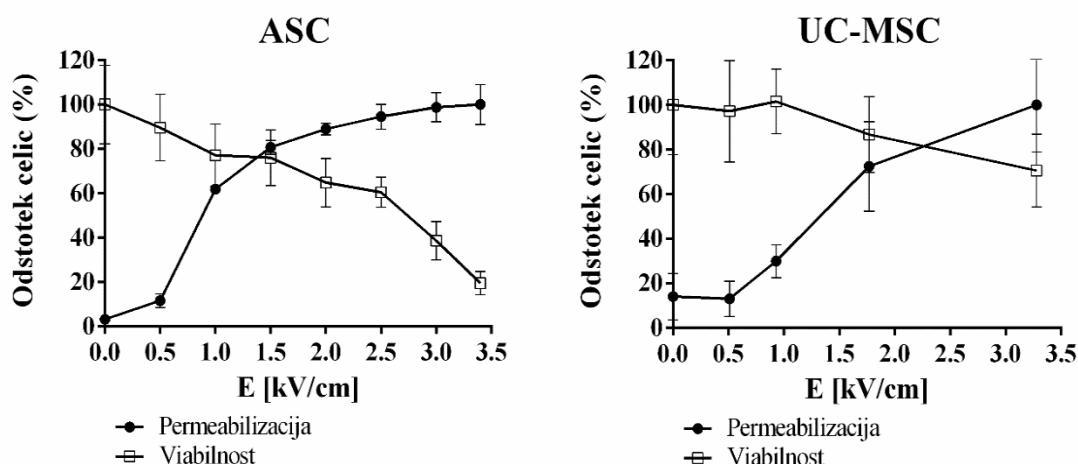 ASC
Odstotek celic (%)
120
100
80
60
40
20
0
0.0 0.5 1.0 1.5 2.0 2.5 3.0 3.5
E [kV/cm]
Permeabilizacija
Viabilnost
UC-MSC
Odstotek celic (%)
120
100
80
60
40
20
0
0.0 0.5 1.0 1.5 2.0 2.5 3.0 3.5
E [kV/cm]
Permeabilizacija
Viabilnost